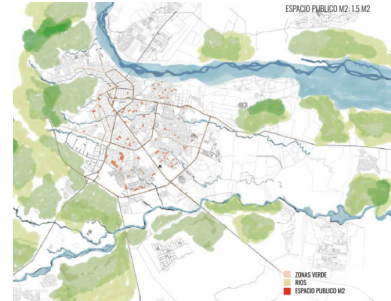 ESPACIO PUBLICO M2: 1.5 M2
ZONAS VERDE
RIOS
ESPACIO PUBLICO M2